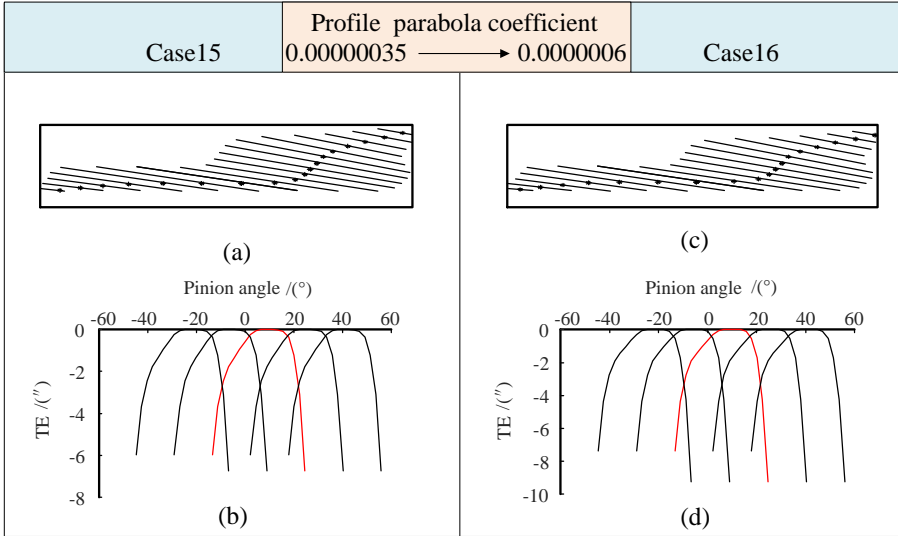 Profile parabola coefficient
Case15 0.00000035 0.0000006 Case16
(a)
(c)
Pinion angle /(°)
-60 -40 -20 0 20 40 60
0
-2
-4
-6
-8
TE /(″)
(b)
Pinion angle /(°)
-60 -40 -20 0 20 40 60
0
-2
-4
-6
-8
-10
TE /(″)
(d)